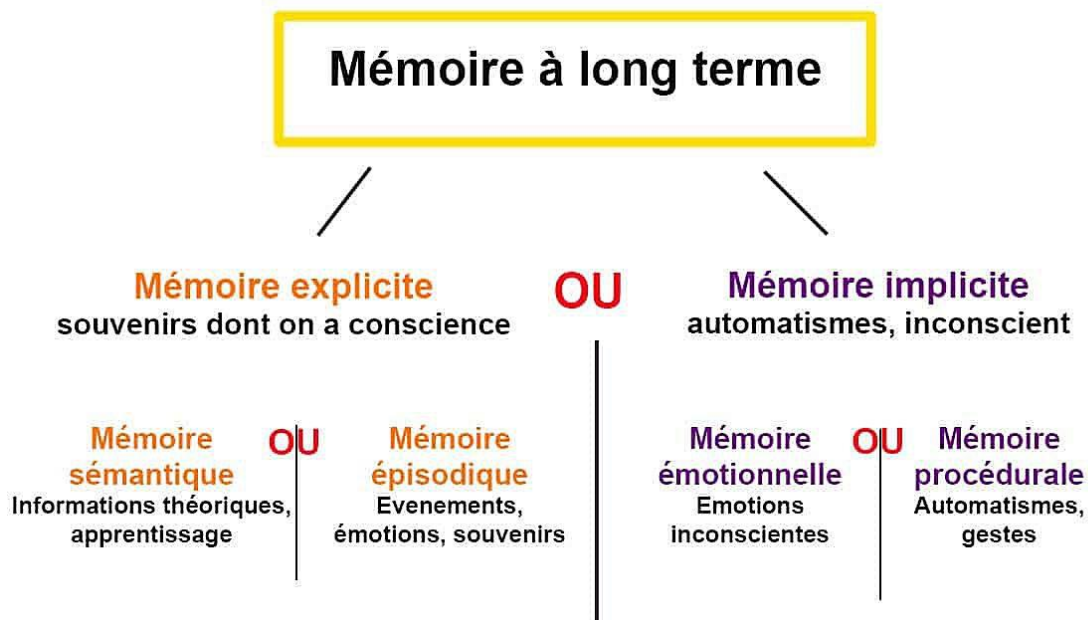 Mémoire à long terme
Mémoire explicite
souvenirs dont on a conscience
OU
Mémoire implicite
automatismes, inconscient
Mémoire
sémantique
Informations théoriques,
apprentissage
OU
Mémoire
épisodique
Evenements,
émotions, souvenirs
Mémoire
émotionnelle
Emotions
inconscientes
OU
Mémoire
procédurale
Automatismes,
gestes